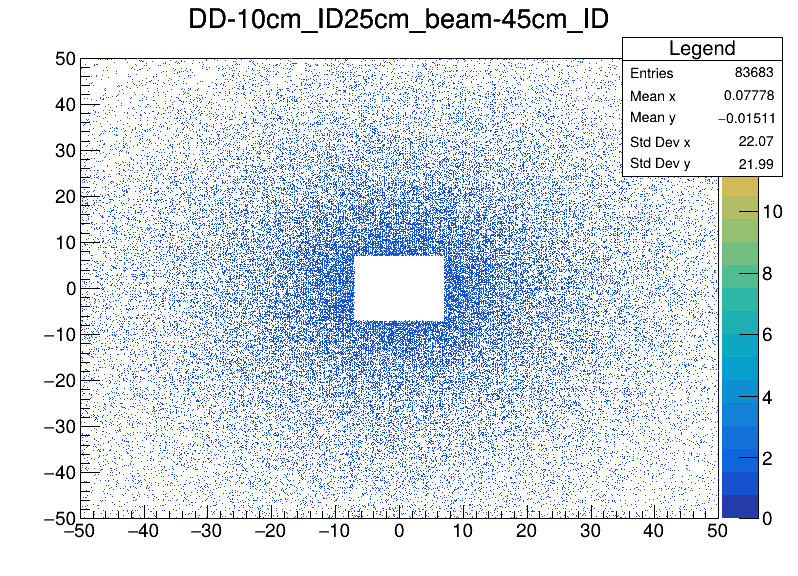 DD-10cm_ID25cm_beam-45cm_ID
Legend
Entries 83683
Mean x 0.07778
Mean y −0.01511
Std Dev x 22.07
Std Dev y 21.99
50
40
30
20
10
0
−10
−20
−30
−40
−50
−50 −40 −30 −20 −10 0 10 20 30 40 50
10
8
6
4
2
0